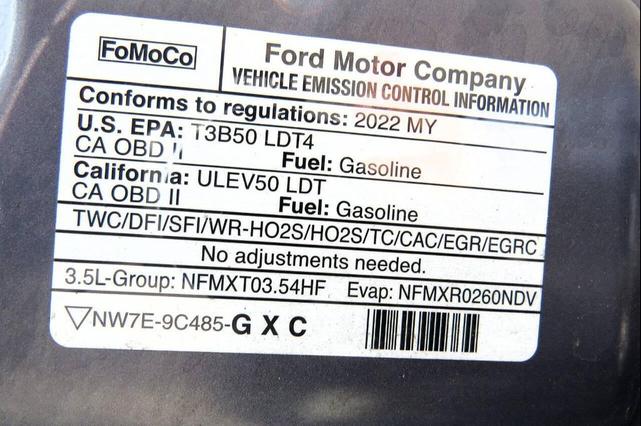 FoMoCo
Ford Motor Company
VEHICLE EMISSION CONTROL INFORMATION
Conforms to regulations: 2022 MY
U.S. EPA: T3B50 LDT4
CA OBD II Fuel: Gasoline
California: ULEV50 LDT
CA OBD II Fuel: Gasoline
TWC/DFI/SFI/WR-HO2S/HO2S/TC/CAC/EGR/EGRC
No adjustments needed.
3.5L-Group: NFMXT03.54HF Evap: NFMXR0260NDV
▽NW7E-9C485-G X C